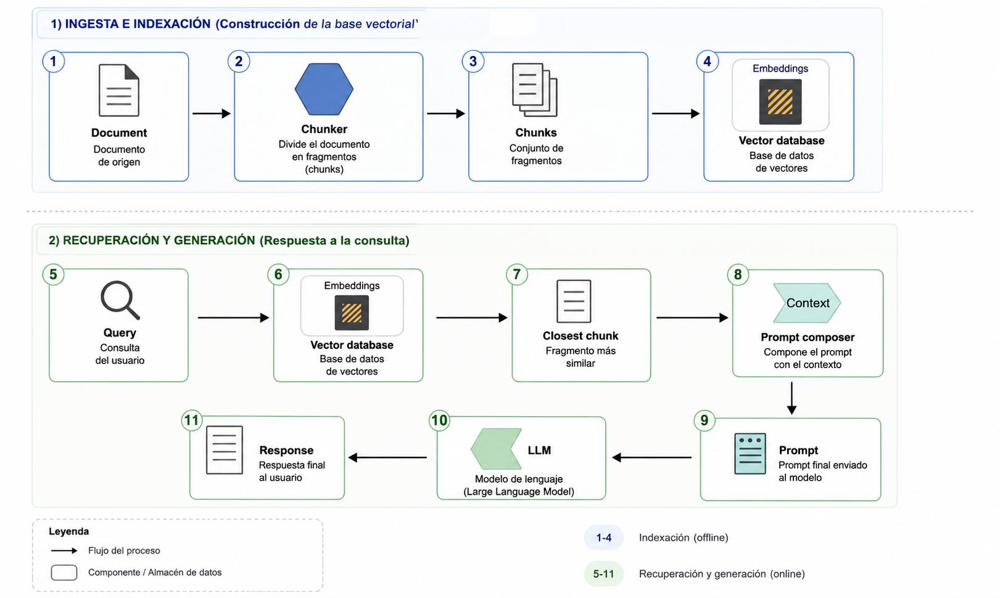 1) INGESTA E INDEXACIÓN (Construcción de la base vectorial'
1
Document
Documento
de origen
2
Chunker
Divide el documento
en fragmentos
(chunks)
3
Chunks
Conjunto de
fragmentos
4
Embeddings
Vector database
Base de datos
de vectores
2) RECUPERACIÓN Y GENERACIÓN (Respuesta a la consulta)
5
Query
Consulta
del usuario
6
Embeddings
Vector database
Base de datos
de vectores
7
Closest chunk
Fragmento más
similar
8
Context
Prompt composer
Compone el prompt
con el contexto
9
Prompt
Prompt final enviado
al modelo
10
LLM
Modelo de lenguaje
(Large Language Model)
11
Response
Respuesta final
al usuario
Leyenda
Flujo del proceso
Componente / Almacén de datos
1-4 Indexación (offline)
5-11 Recuperación y generación (online)